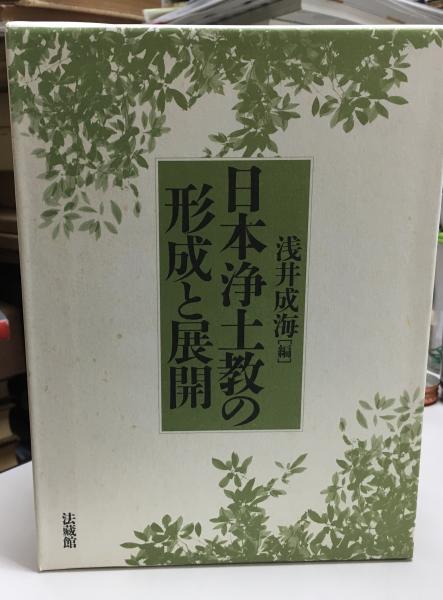 日本浄土教の
形成と展開
浅井成海[編]
法藏館